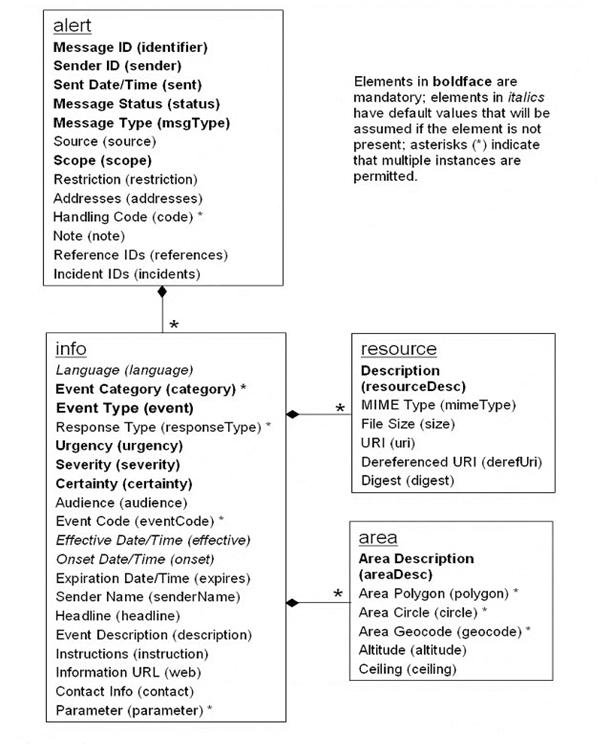 alert
Message ID (identifier)
Sender ID (sender)
Sent Date/Time (sent)
Message Status (status)
Message Type (msgType)
Source (source)
Scope (scope)
Restriction (restriction)
Addresses (addresses)
Handling Code (code) *
Note (note)
Reference IDs (references)
Incident IDs (incidents)
Elements in boldface are
mandatory; elements in italics
have default values that will be
assumed if the element is not
present; asterisks (*) indicate
that multiple instances are
permitted.
*
info
Language (language)
Event Category (category) *
Event Type (event)
Response Type (responseType) *
Urgency (urgency)
Severity (severity)
Certainty (certainty)
Audience (audience)
Event Code (eventCode) *
Effective Date/Time (effective)
Onset Date/Time (onset)
Expiration Date/Time (expires)
Sender Name (senderName)
Headline (headline)
Event Description (description)
Instructions (instruction)
Information URL (web)
Contact Info (contact)
Parameter (parameter) *
*
resource
Description
(resourceDesc)
MIME Type (mimeType)
File Size (size)
URI (uri)
Dereferenced URI (derefUri)
Digest (digest)
*
area
Area Description
(areaDesc)
Area Polygon (polygon) *
Area Circle (circle) *
Area Geocode (geocode) *
Altitude (altitude)
Ceiling (ceiling)